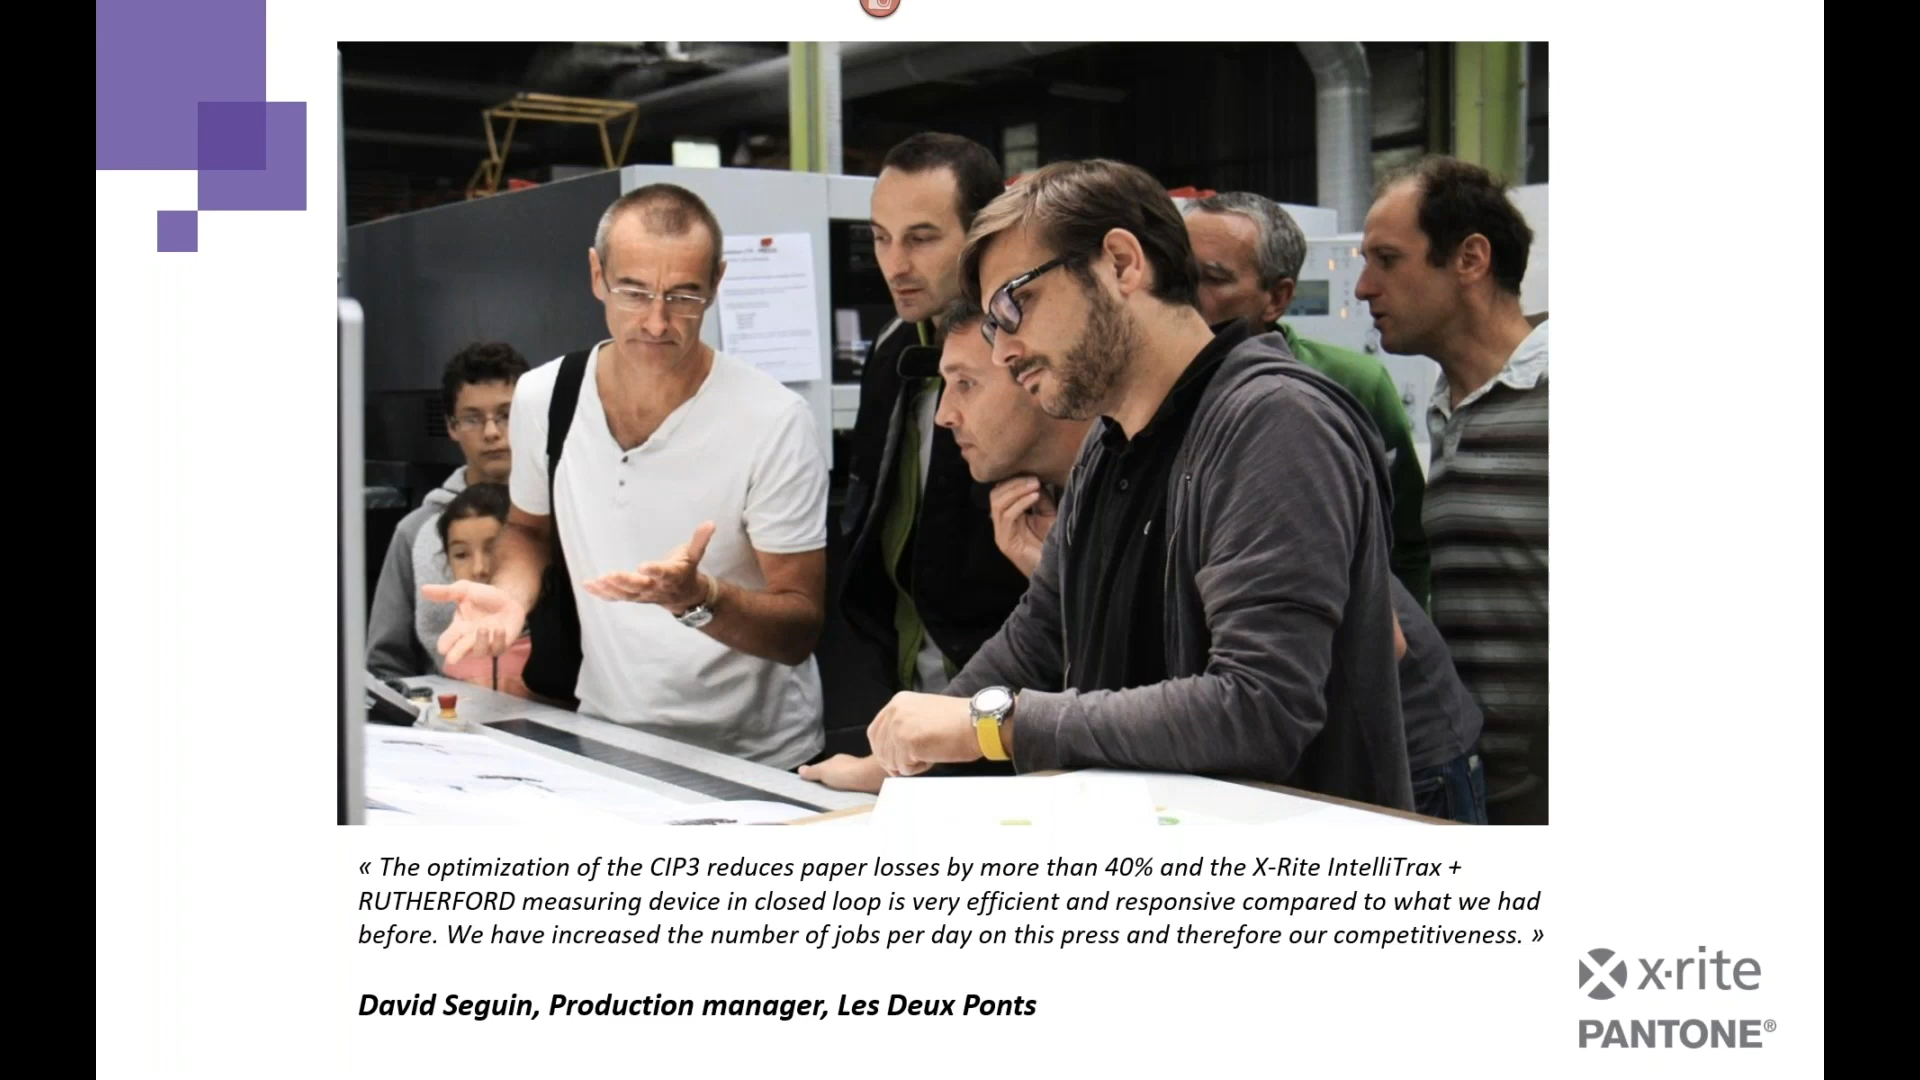 « The optimization of the CIP3 reduces paper losses by more than 40% and the X-Rite IntelliTrax +
RUTHERFORD measuring device in closed loop is very efficient and responsive compared to what we had
before. We have increased the number of jobs per day on this press and therefore our competitiveness. »
David Seguin, Production manager, Les Deux Ponts
x·rite
PANTONE®